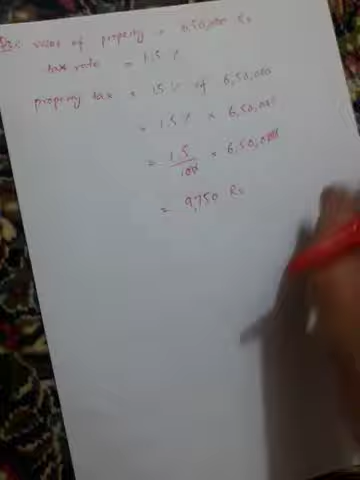 value of property = 6,50,000 Rs
tax rate = 1.5 %
property tax = 1.5 % of 6,50,000
= 1.5 % × 6,50,000
= 1.5 / 100 × 6,50,000
= 9,750 Rs